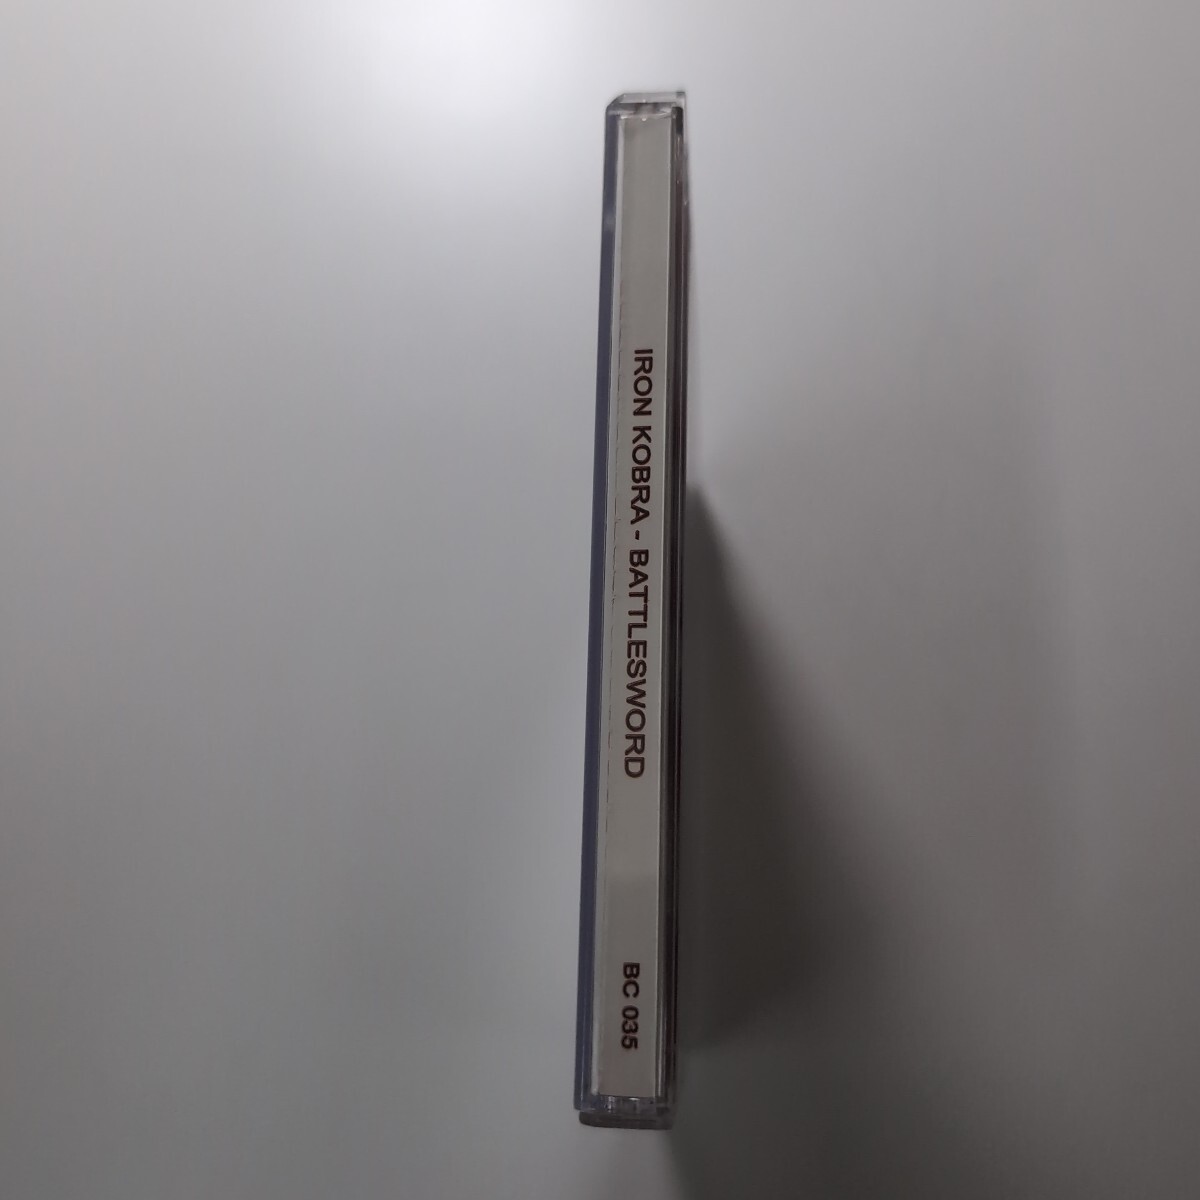 IRON KOBRA - BATTLESWORD
BC 035